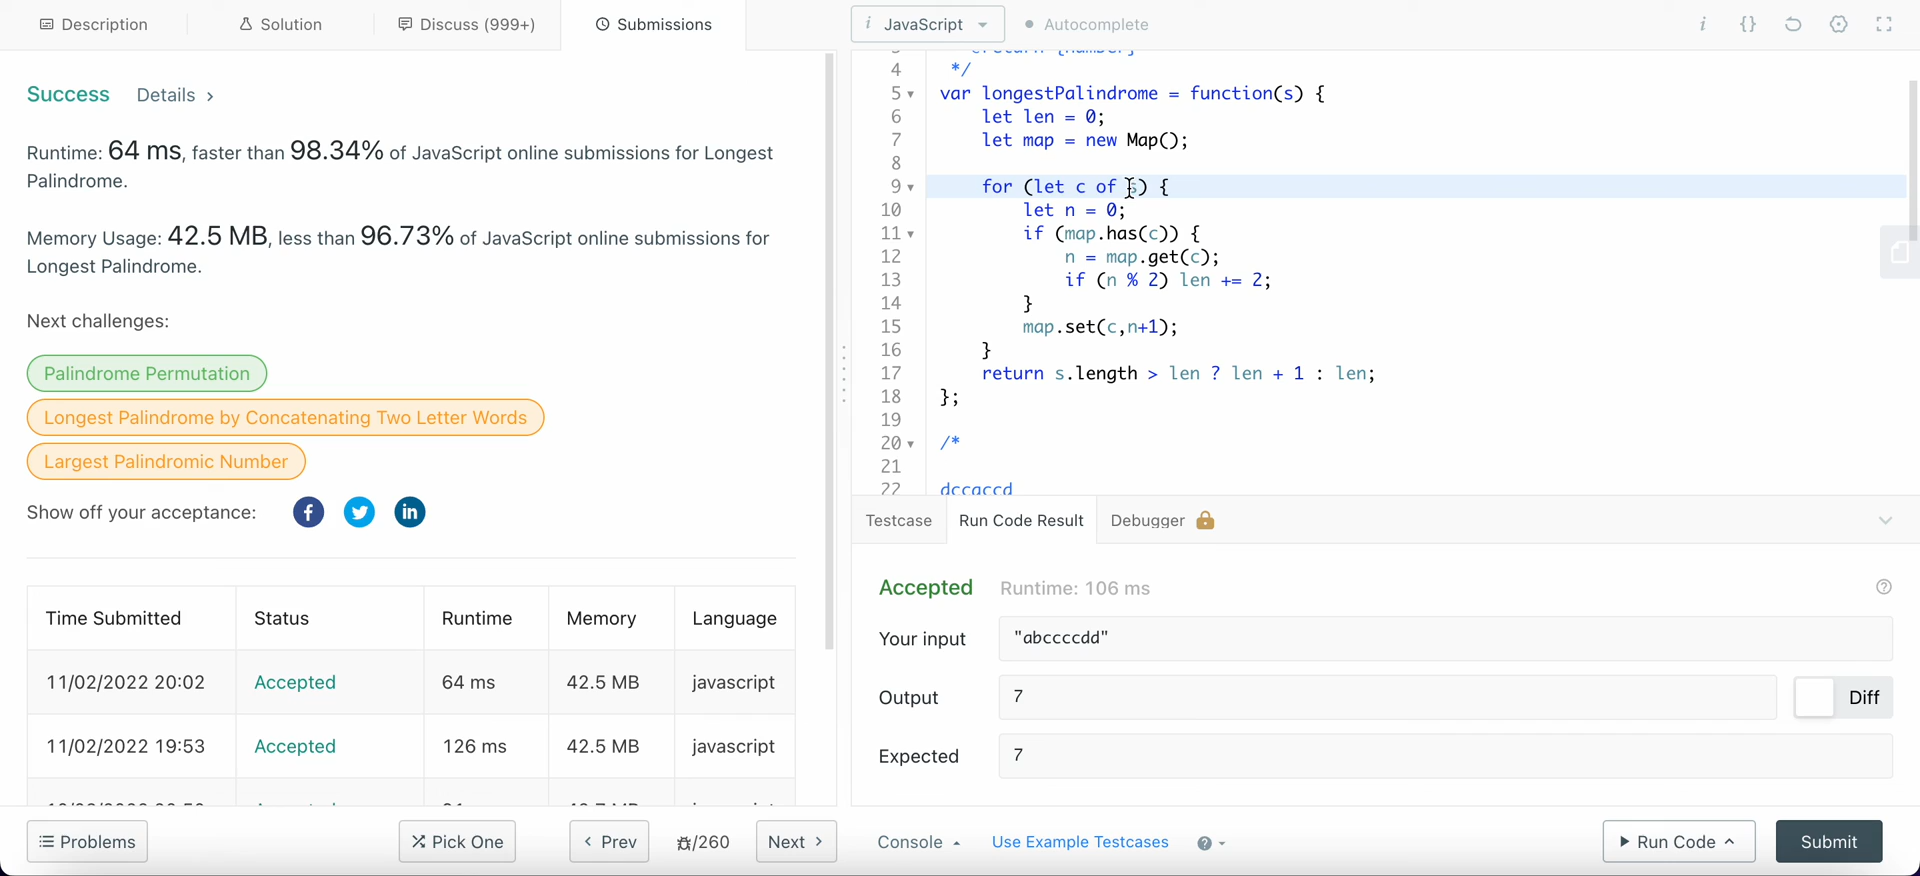 Description
Solution
Discuss (999+)
Submissions
i JavaScript
Autocomplete
i {}
Success Details >
Runtime: 64 ms, faster than 98.34% of JavaScript online submissions for Longest
Palindrome.
Memory Usage: 42.5 MB, less than 96.73% of JavaScript online submissions for
Longest Palindrome.
Next challenges:
Palindrome Permutation
Longest Palindrome by Concatenating Two Letter Words
Largest Palindromic Number
Show off your acceptance: f in
Time Submitted Status Runtime Memory Language
11/02/2022 20:02 Accepted 64 ms 42.5 MB javascript
11/02/2022 19:53 Accepted 126 ms 42.5 MB javascript
4 */
5 var longestPalindrome = function(s) {
6 let len = 0;
7 let map = new Map();
8
9 for (let c of s) {
10 let n = 0;
11 if (map.has(c)) {
12 n = map.get(c);
13 if (n % 2) len += 2;
14 }
15 map.set(c,n+1);
16 }
17 return s.length > len ? len + 1 : len;
18 };
19
20 /*
21
22 dccaccd
Testcase
Run Code Result
Debugger
Accepted Runtime: 106 ms ?
Your input "abccccdd"
Output 7 Diff
Expected 7
Problems
Pick One
< Prev
/260
Next >
Console
Use Example Testcases
?
Run Code
Submit